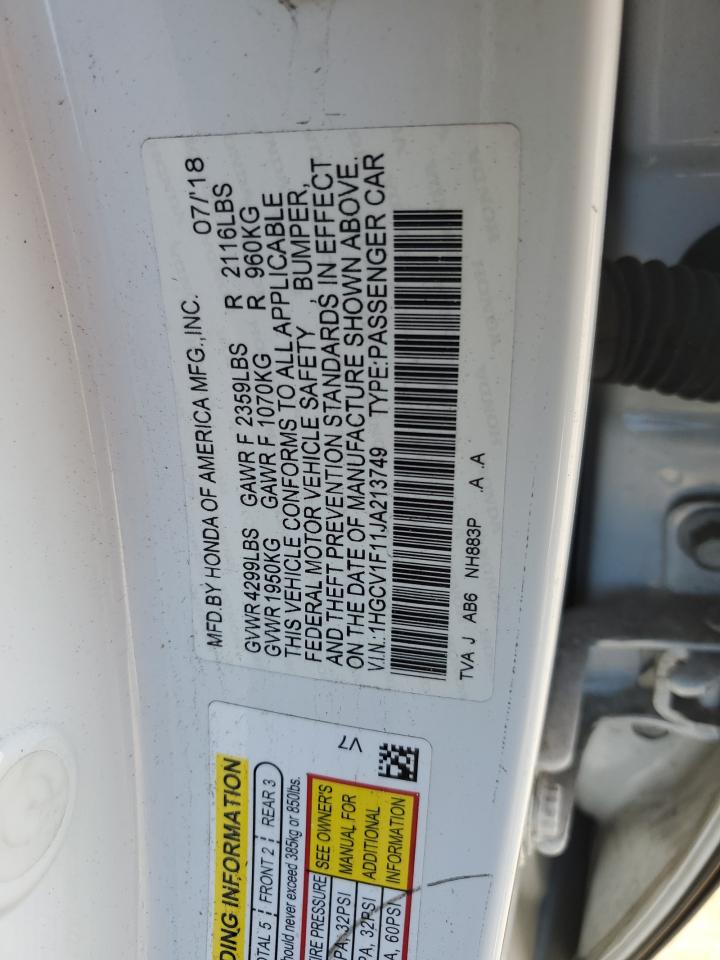 MFD.BY HONDA OF AMERICA MFG.,INC. 07/'18
GVWR 4299LBS GAWR F 2359LBS R 2116LBS
GVWR 1950KG GAWR F 1070KG R 960KG
THIS VEHICLE CONFORMS TO ALL APPLICABLE
FEDERAL MOTOR VEHICLE SAFETY , BUMPER,
AND THEFT PREVENTION STANDARDS, IN EFFECT
ON THE DATE OF MANUFACTURE SHOWN ABOVE.
V.I.N.:1HGCV1F11JA213749 TYPE:PASSENGER CAR
TVA J AB6 NH883P .A .A
V7
INFORMATION
5 FRONT 2 REAR 3
should never exceed 385kg or 850lbs.
PRESSURE SEE OWNER'S
32PSI MANUAL FOR
32PSI ADDITIONAL
60PSI INFORMATION